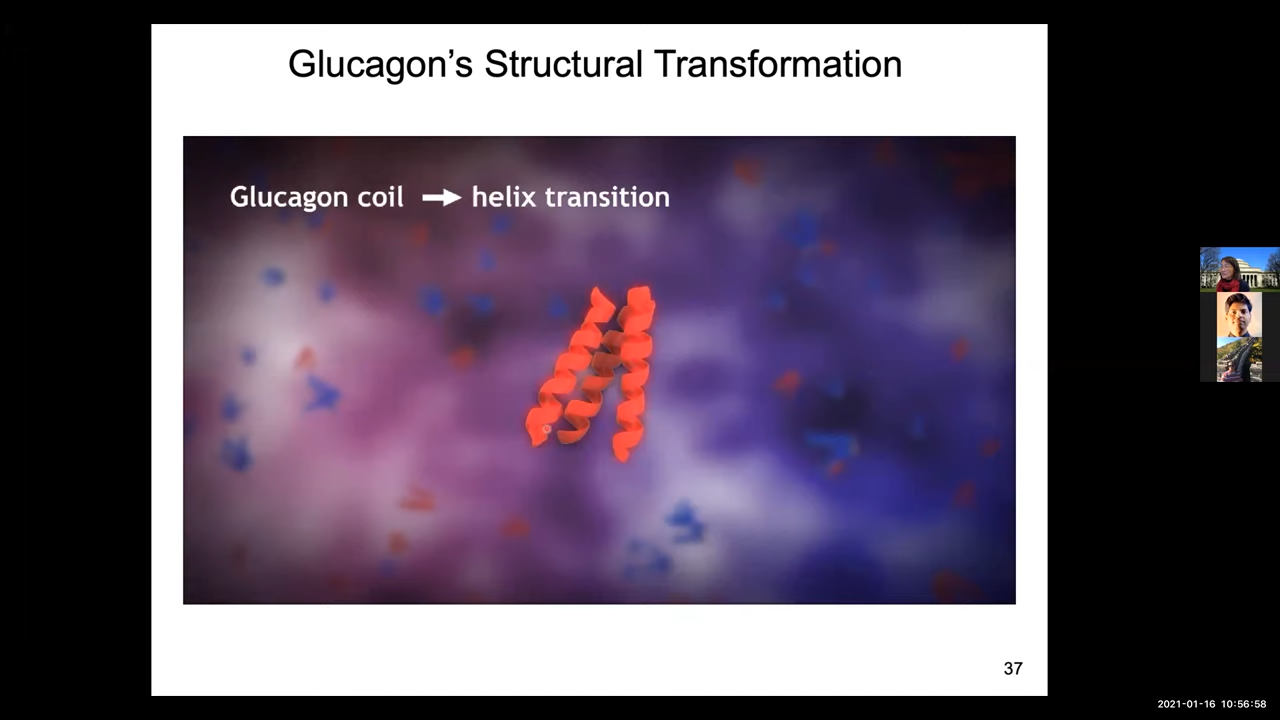 Glucagon’s Structural Transformation
Glucagon coil → helix transition
37
2021-01-16 10:56:58